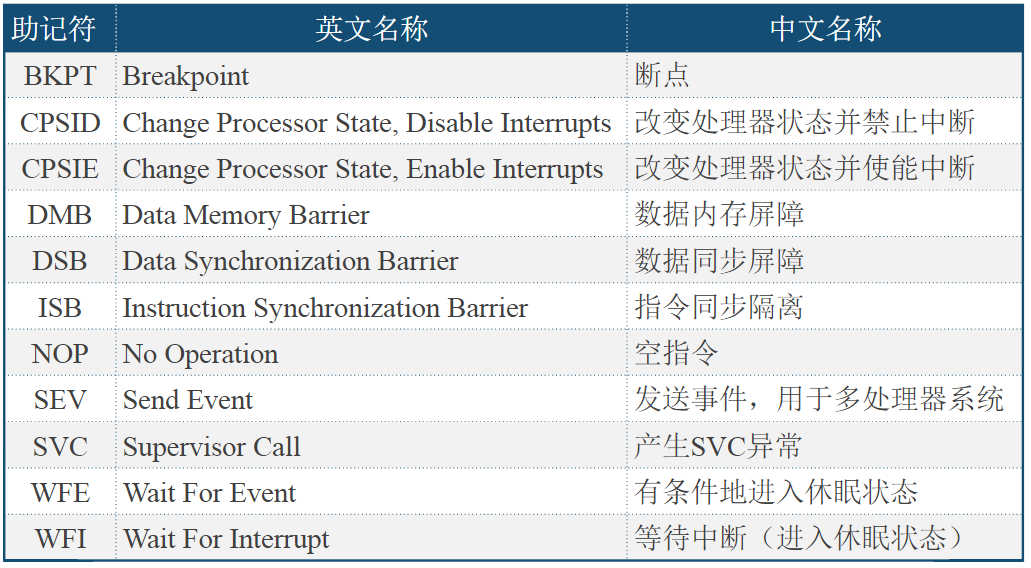 助记符 英文名称 中文名称
BKPT Breakpoint 断点
CPSID Change Processor State, Disable Interrupts 改变处理器状态并禁止中断
CPSIE Change Processor State, Enable Interrupts 改变处理器状态并使能中断
DMB Data Memory Barrier 数据内存屏障
DSB Data Synchronization Barrier 数据同步屏障
ISB Instruction Synchronization Barrier 指令同步隔离
NOP No Operation 空指令
SEV Send Event 发送事件，用于多处理器系统
SVC Supervisor Call 产生SVC异常
WFE Wait For Event 有条件地进入休眠状态
WFI Wait For Interrupt 等待中断（进入休眠状态）